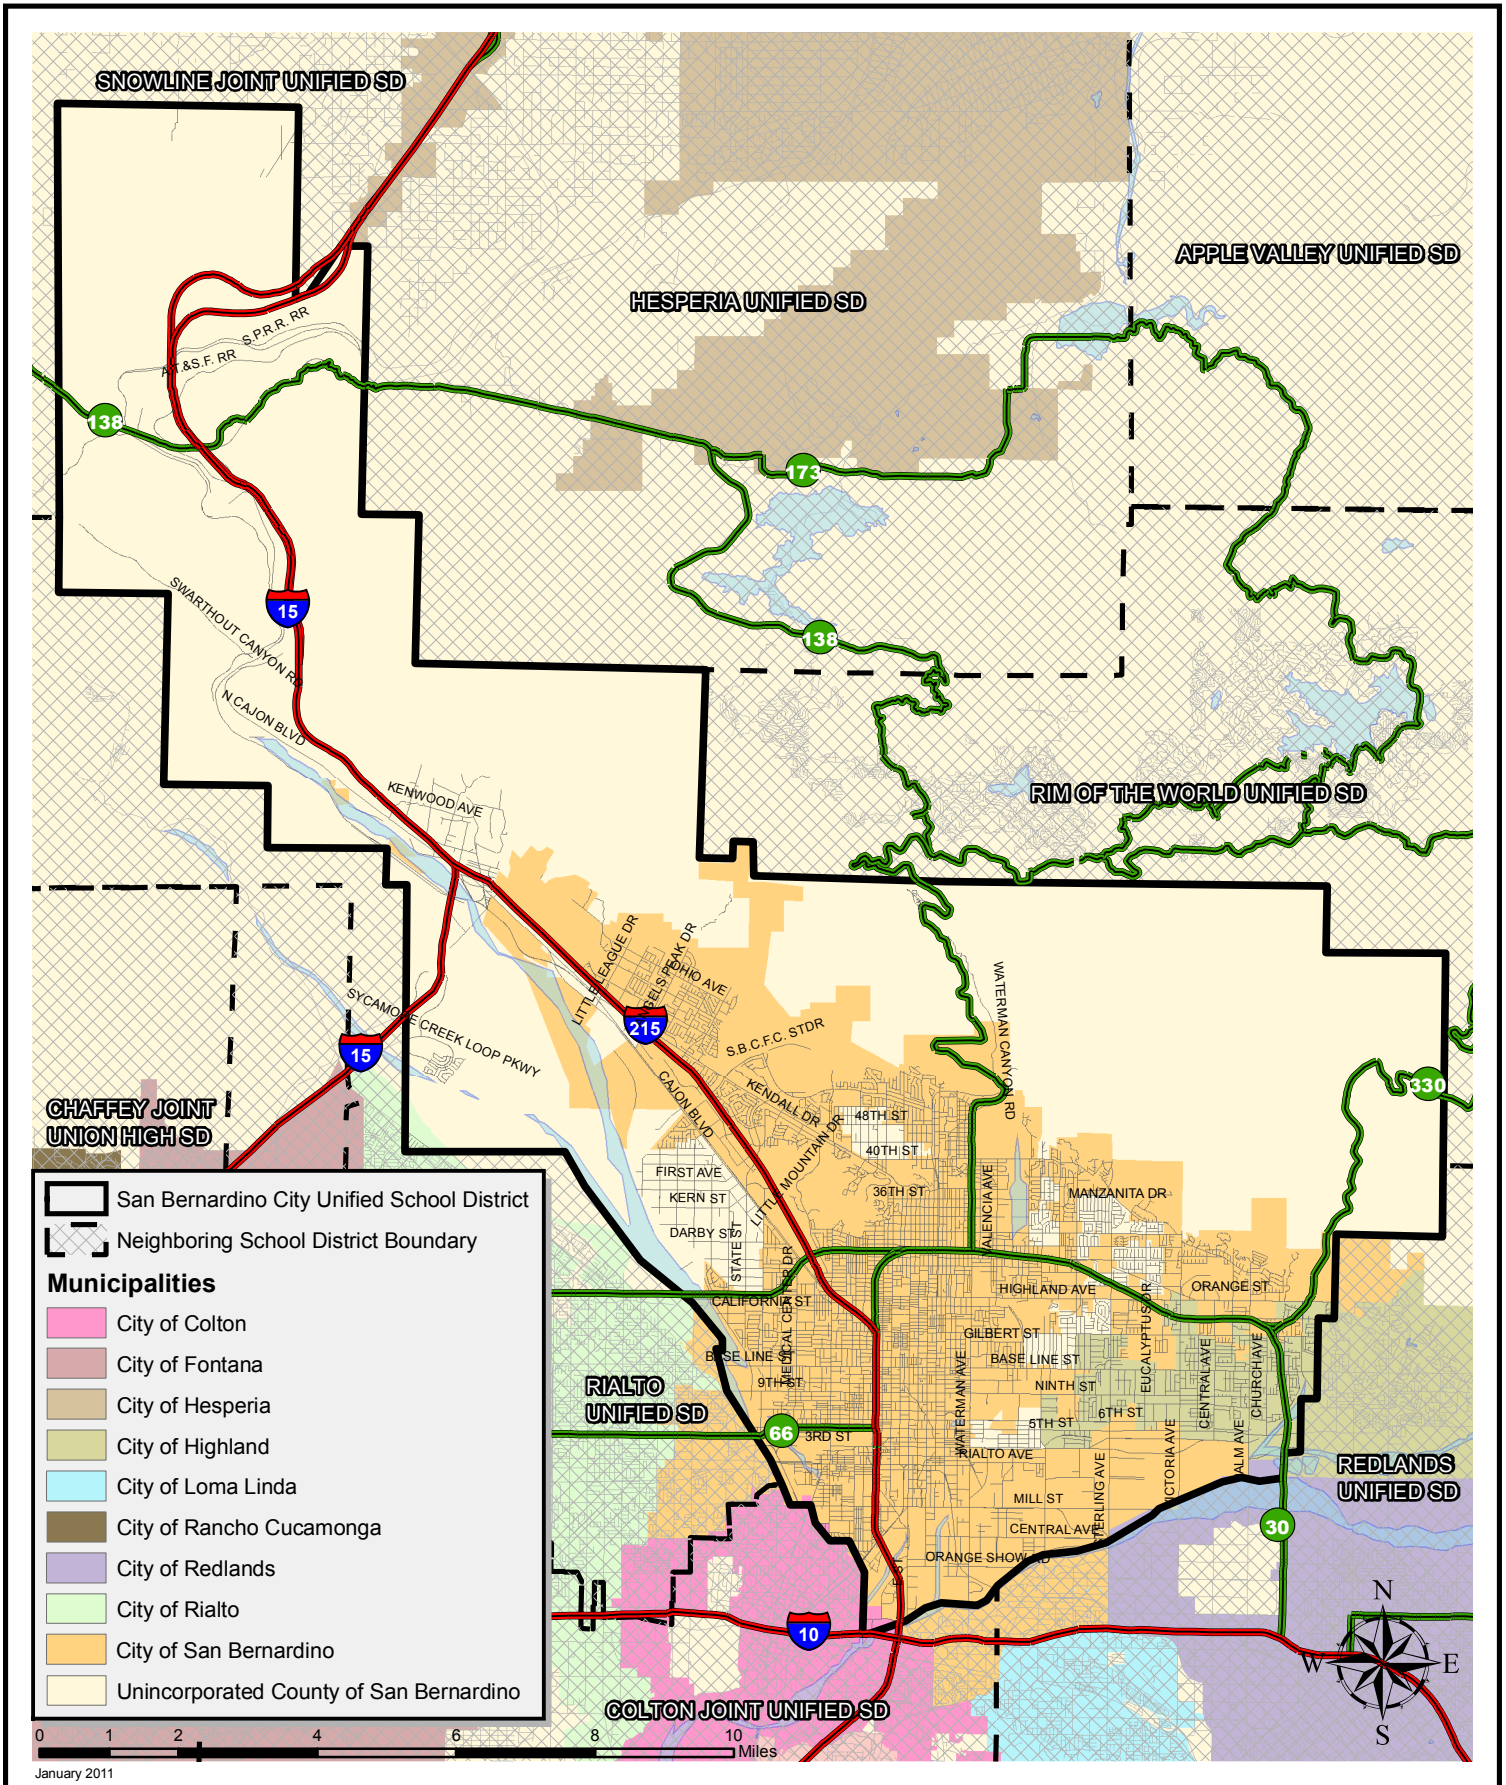 SNOWLINE JOINT UNIFIED SD
APPLE VALLEY UNIFIED SD
HESPERIA UNIFIED SD
S.P.R.R. RR
A.T.&S.F. RR
138
173
15
SWARTHOUT CANYON RD
138
N CAJON BLVD
KENWOOD AVE
RIM OF THE WORLD UNIFIED SD
LITTLE LEAGUE DR
OHIO AVE
WATERMAN CANYON RD
SYCAMORE CREEK LOOP PKWY
215
S.B.C.F.C. STDR
15
330
CHAFFEY JOINT
UNION HIGH SD
CAJON BLVD
KENDALL DR
48TH ST
LITTLE MOUNTAIN DR
40TH ST
FIRST AVE
KERN ST
36TH ST
VALENCIA AVE
MANZANITA DR
DARBY ST
STATE ST
MEDICAL CENTER DR
HIGHLAND AVE
EUCALYPTUS DR
ORANGE ST
CALIFORNIA ST
GILBERT ST
BASE LINE ST
BASE LINE ST
CENTRAL AVE
CHURCH AVE
9TH ST
NINTH ST
RIALTO
UNIFIED SD
WATERMAN AVE
5TH ST
6TH ST
66
3RD ST
RIALTO AVE
REDLANDS
UNIFIED SD
MILL ST
CENTRAL AVE
30
10
COLTON JOINT UNIFIED SD
San Bernardino City Unified School District
Neighboring School District Boundary
Municipalities
City of Colton
City of Fontana
City of Hesperia
City of Highland
City of Loma Linda
City of Rancho Cucamonga
City of Redlands
City of Rialto
City of San Bernardino
Unincorporated County of San Bernardino
N
W E
S
0 1 2 4 6 8 10
Miles
January 2011